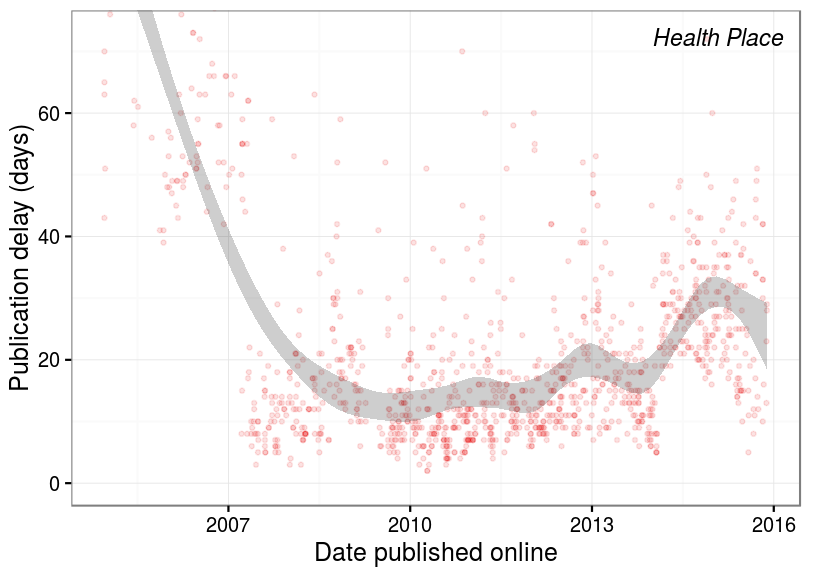 Health Place
Publication delay (days)
60
40
20
0
2007 2010 2013 2016
Date published online